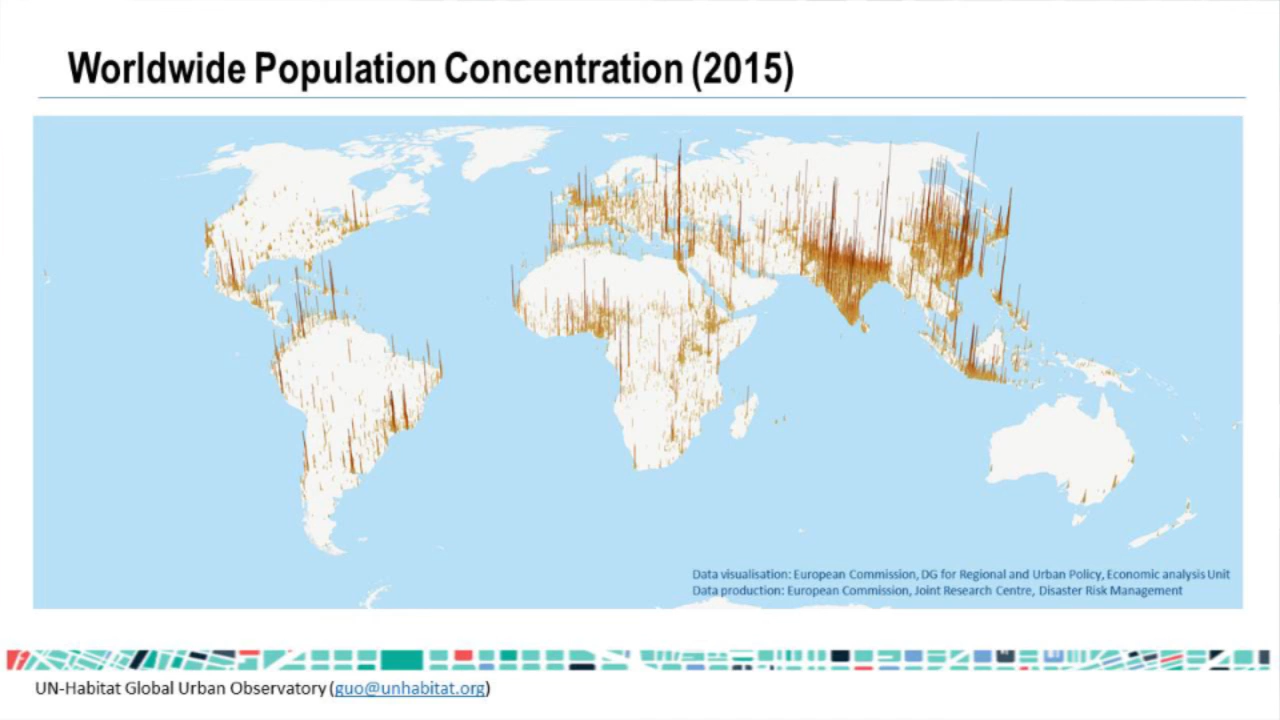 Worldwide Population Concentration (2015)
Data visualisation: European Commission, DG for Regional and Urban Policy, Economic analysis Unit
Data production: European Commission, Joint Research Centre, Disaster Risk Management
UN-Habitat Global Urban Observatory (guo@unhabitat.org)